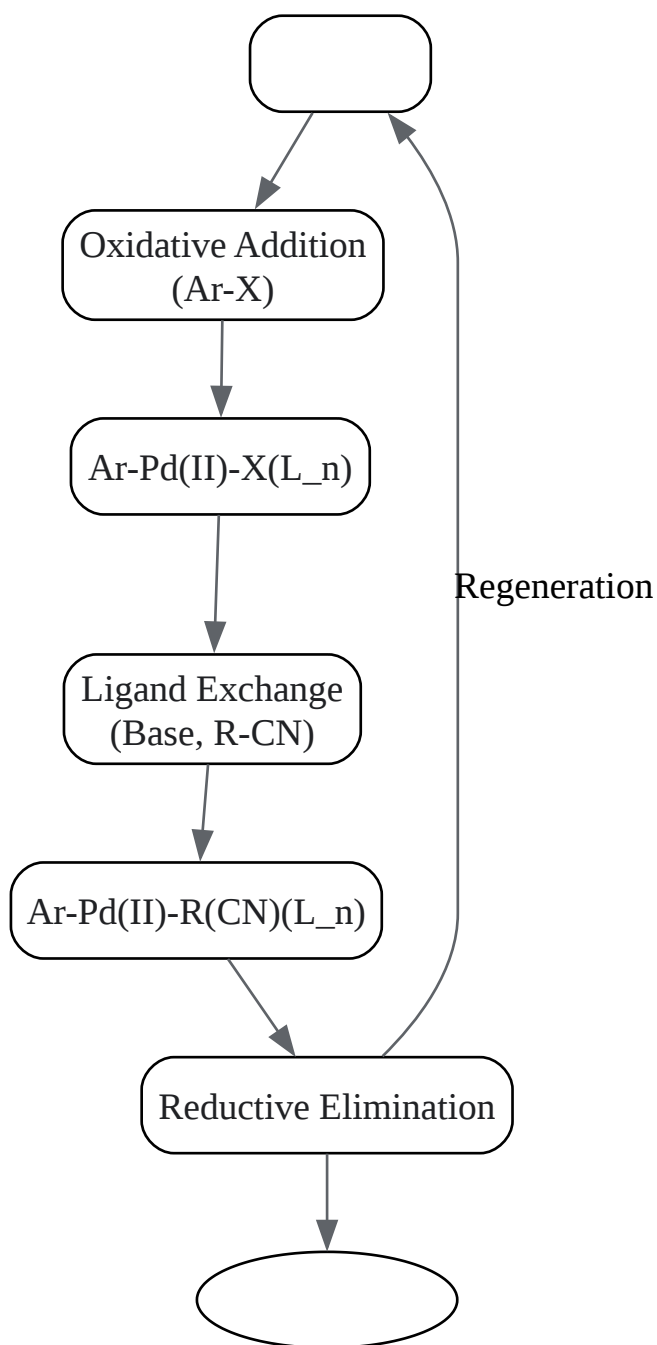 Oxidative Addition
(Ar-X)
Ar-Pd(II)-X(L_n)
Regeneration
Ligand Exchange
(Base, R-CN)
Ar-Pd(II)-R(CN)(L_n)
Reductive Elimination